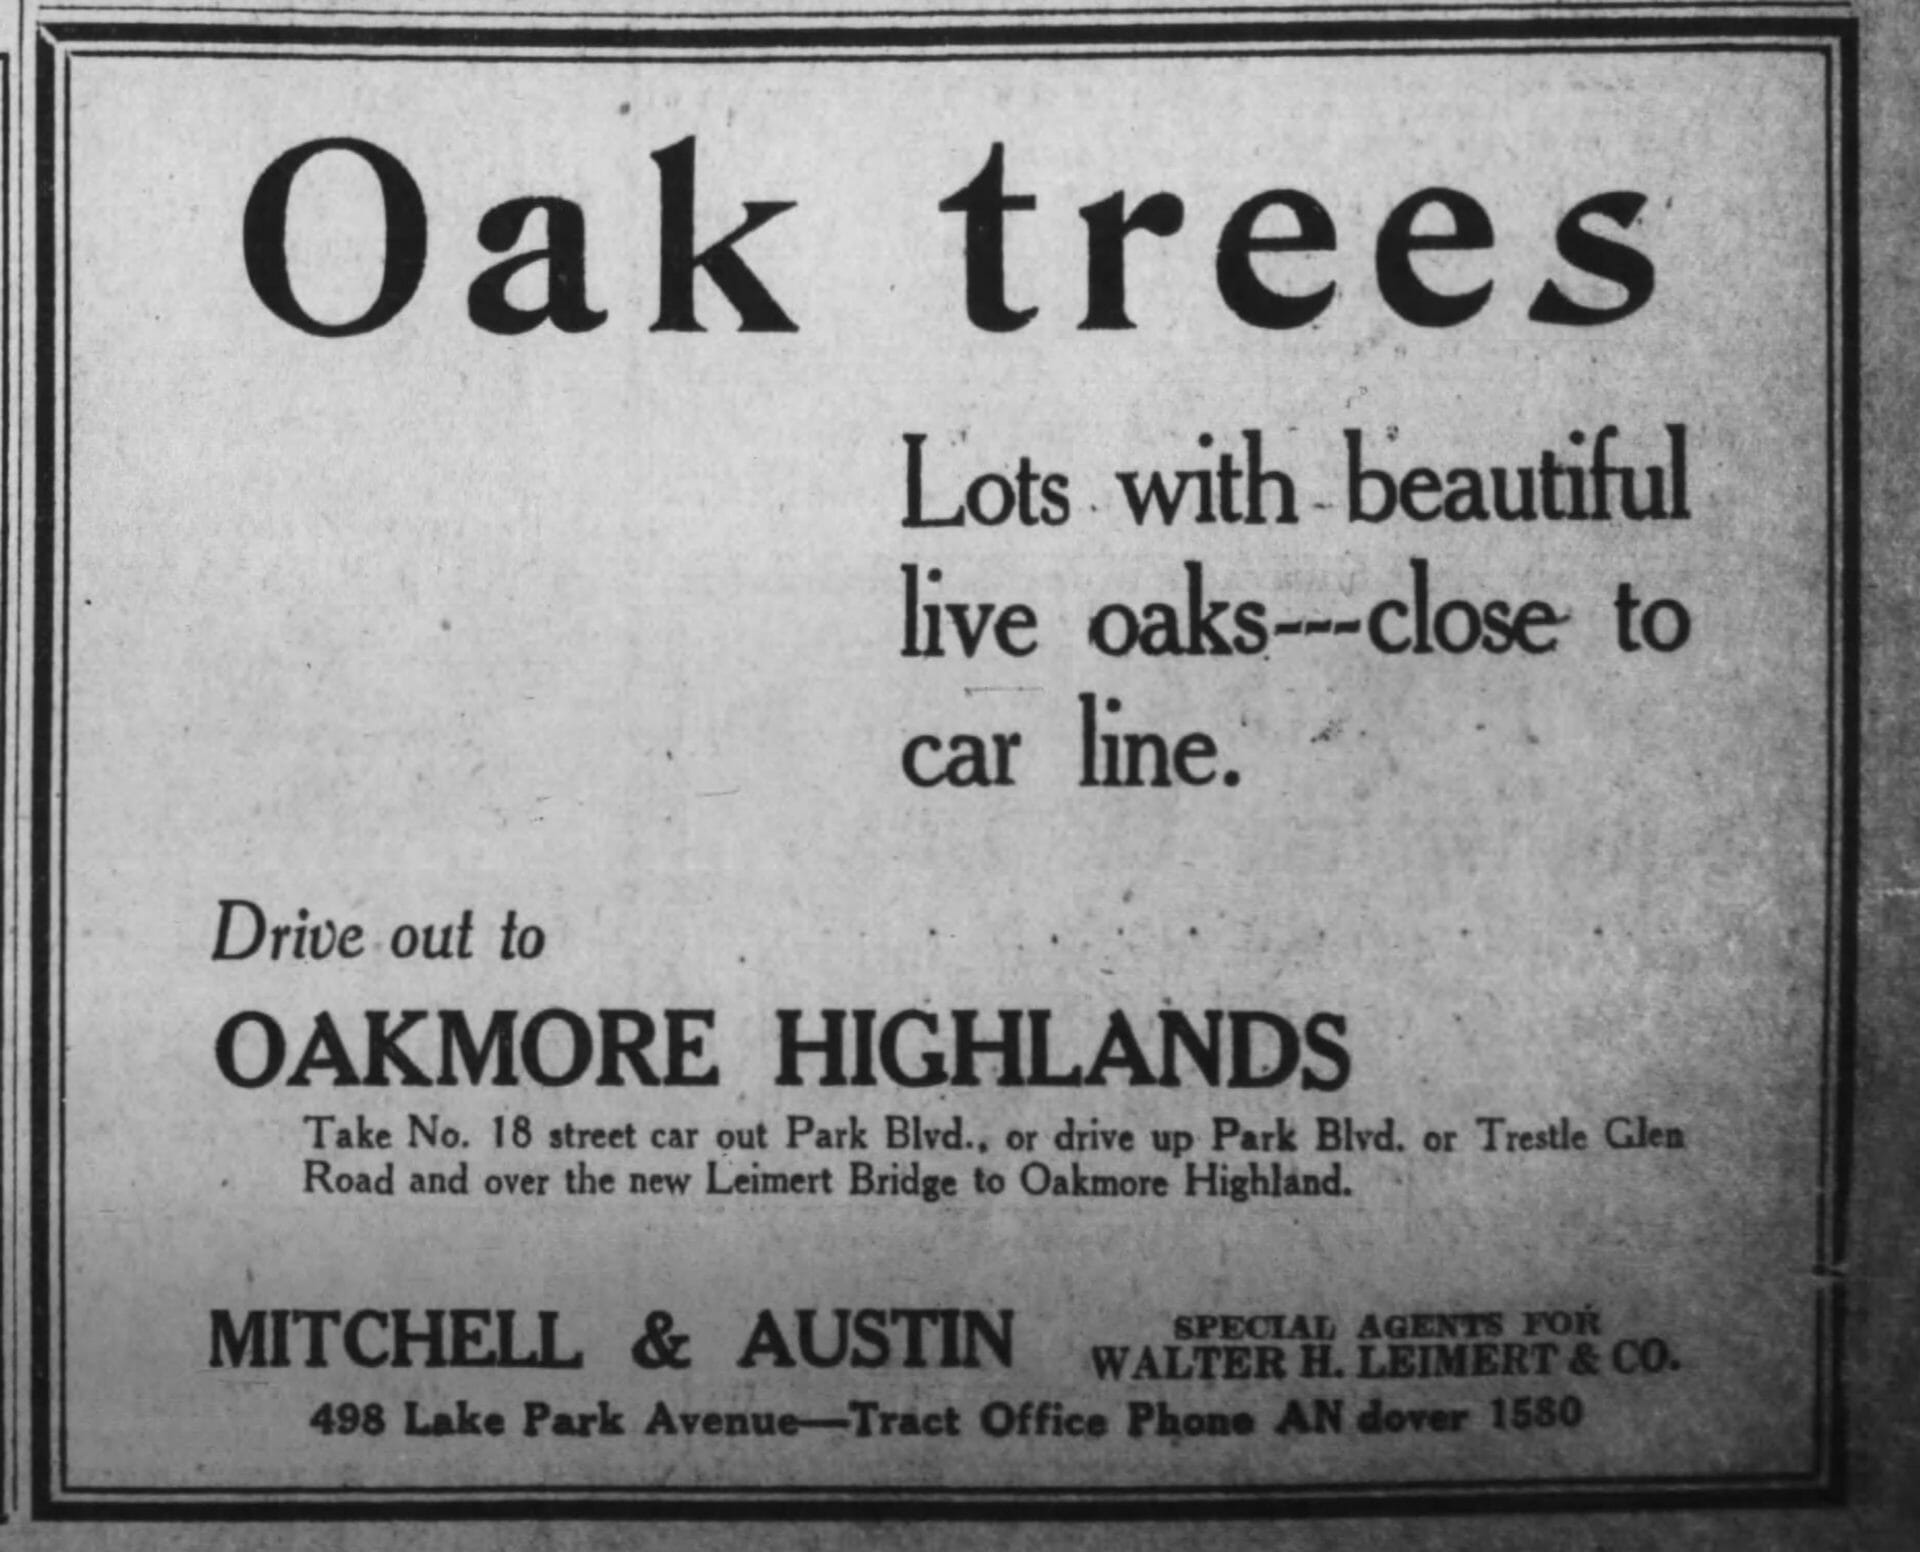 Oak trees
Lots with beautiful
live oaks---close to
car line.
Drive out to
OAKMORE HIGHLANDS
Take No. 18 street car out Park Blvd., or drive up Park Blvd. or Trestle Glen
Road and over the new Leimert Bridge to Oakmore Highland.
MITCHELL & AUSTIN
SPECIAL AGENTS FOR
WALTER H. LEIMERT & CO.
498 Lake Park Avenue—Tract Office Phone AN dover 1580